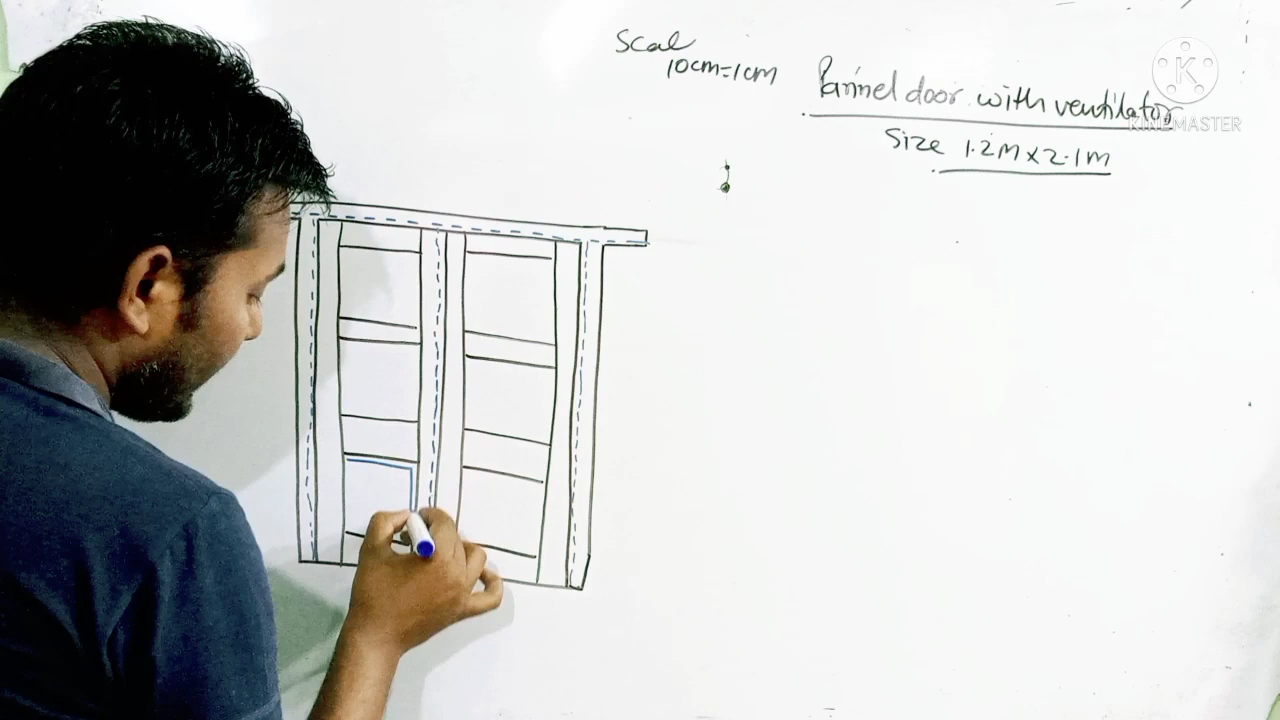 Scal
10cm=1cm
Pannel door with ventilator
Size 1.2M x 2.1M
K
KINEMASTER